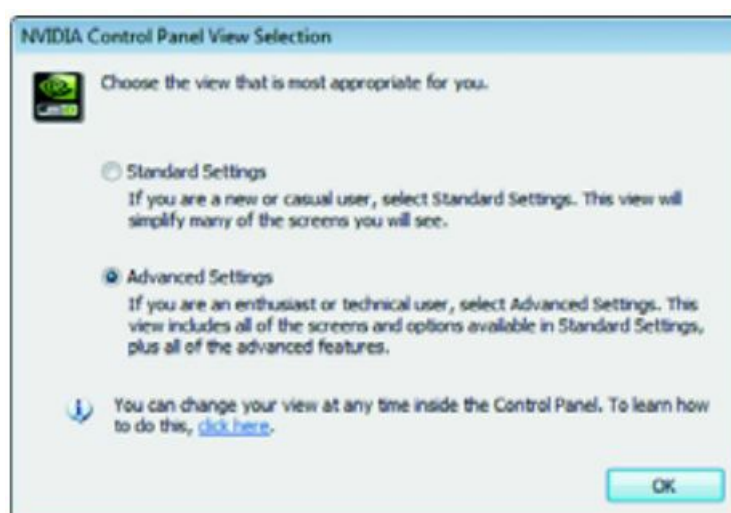 NVIDIA Control Panel View Selection
Choose the view that is most appropriate for you.
Standard Settings
If you are a new or casual user, select Standard Settings. This view will
simplify many of the screens you will see.
Advanced Settings
If you are an enthusiast or technical user, select Advanced Settings. This
view includes all of the screens and options available in Standard Settings,
plus all of the advanced features.
You can change your view at any time inside the Control Panel. To learn how
to do this, click here.
OK